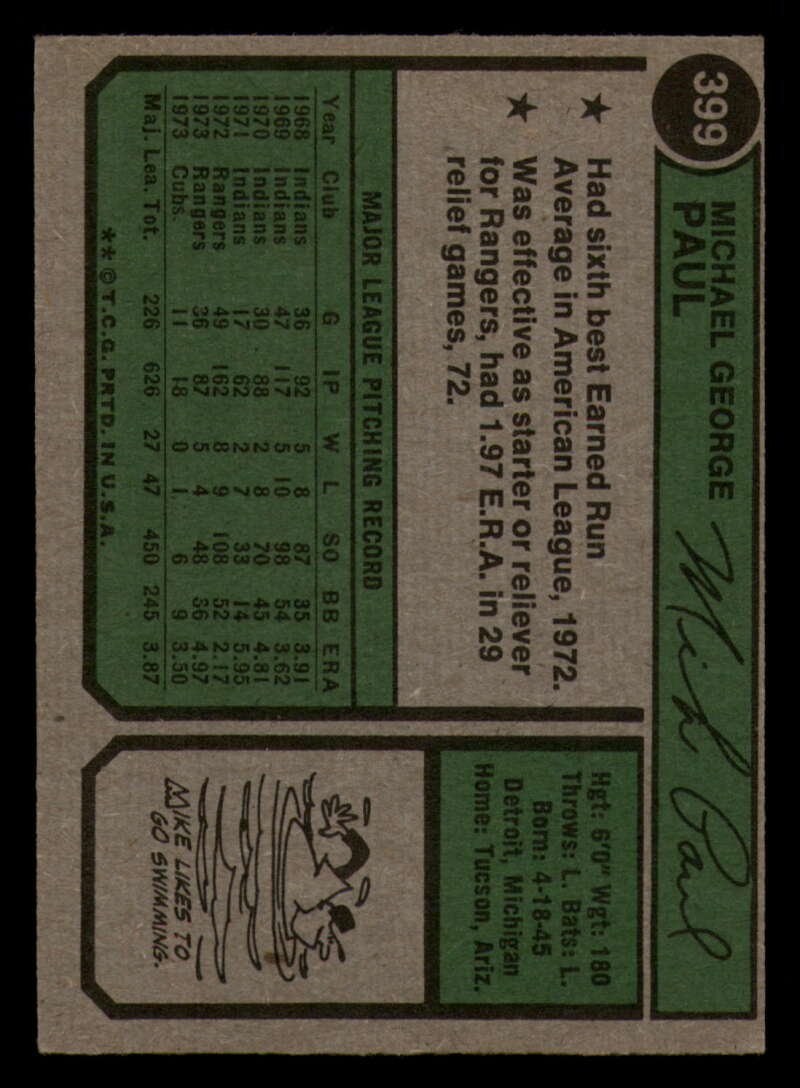 399
MICHAEL GEORGE
PAUL
Mich Paul
★ Had sixth best Earned Run
Average in American League, 1972.
★ Was effective as starter or reliever
for Rangers, had 1.97 E.R.A. in 29
relief games, 72.
MAJOR LEAGUE PITCHING RECORD
Year Club G IP W L SO BB ERA
1968 Indians 36 92 5 8 87 35 3.91
1969 Indians 47 117 5 10 98 54 3.62
1970 Indians 30 88 2 8 70 45 4.81
1971 Indians 17 62 2 7 33 14 5.95
1972 Rangers 49 162 8 9 108 52 2.17
1973 Rangers 36 87 5 4 48 36 4.97
1973 Cubs 11 18 0 1 6 9 3.50
Maj. Lea. Tot. 226 626 27 47 450 245 3.87
**©T.C.G. PRTD. IN U.S.A.
Hgt: 6'0" Wgt: 180
Throws: L. Bats: L.
Born: 4-18-45
Detroit, Michigan
Home: Tucson, Ariz.
MIKE LIKES TO
GO SWIMMING.